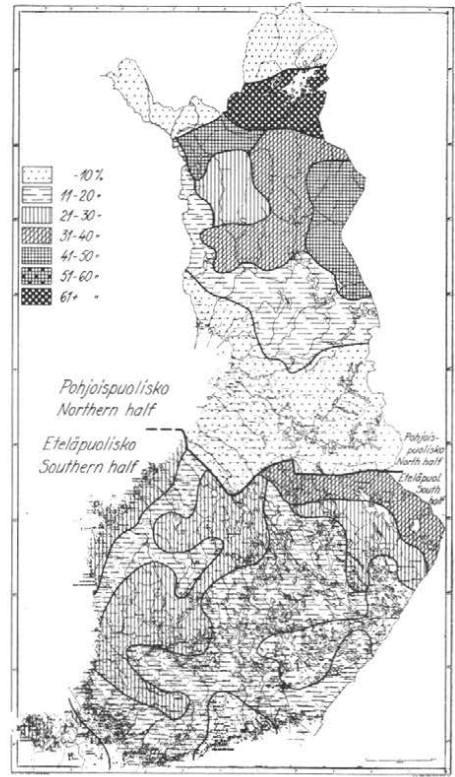 -10%
11-20 "
21-30 "
31-40 "
41-50 "
51-60 "
61+ "
Pohjoispuolisko
Northern half
Eteläpuolisko
Southern half
Pohjois-
puolisko
North half
Eteläpuol.
South
half